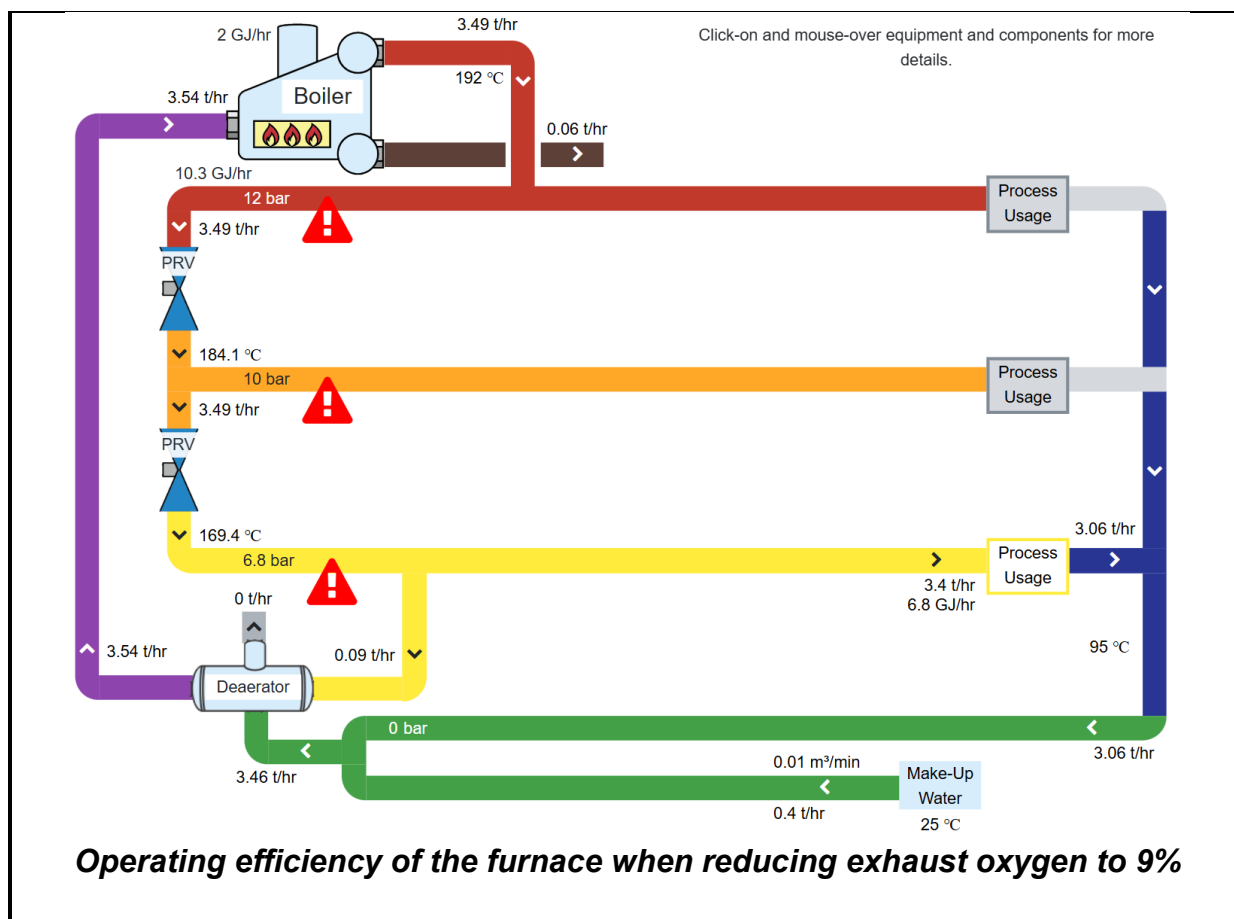 2 GJ/hr
3.49 t/hr
Click-on and mouse-over equipment and components for more
details.
192 ℃
3.54 t/hr
Boiler
0.06 t/hr
10.3 GJ/hr
12 bar
Process
Usage
3.49 t/hr
PRV
184.1 ℃
10 bar
Process
Usage
3.49 t/hr
PRV
169.4 ℃
6.8 bar
3.06 t/hr
Process
Usage
3.4 t/hr
6.8 GJ/hr
0 t/hr
3.54 t/hr
0.09 t/hr
95 ℃
Deaerator
0 bar
3.46 t/hr
0.01 m³/min
3.06 t/hr
Make-Up
Water
0.4 t/hr
25 ℃
Operating efficiency of the furnace when reducing exhaust oxygen to 9%